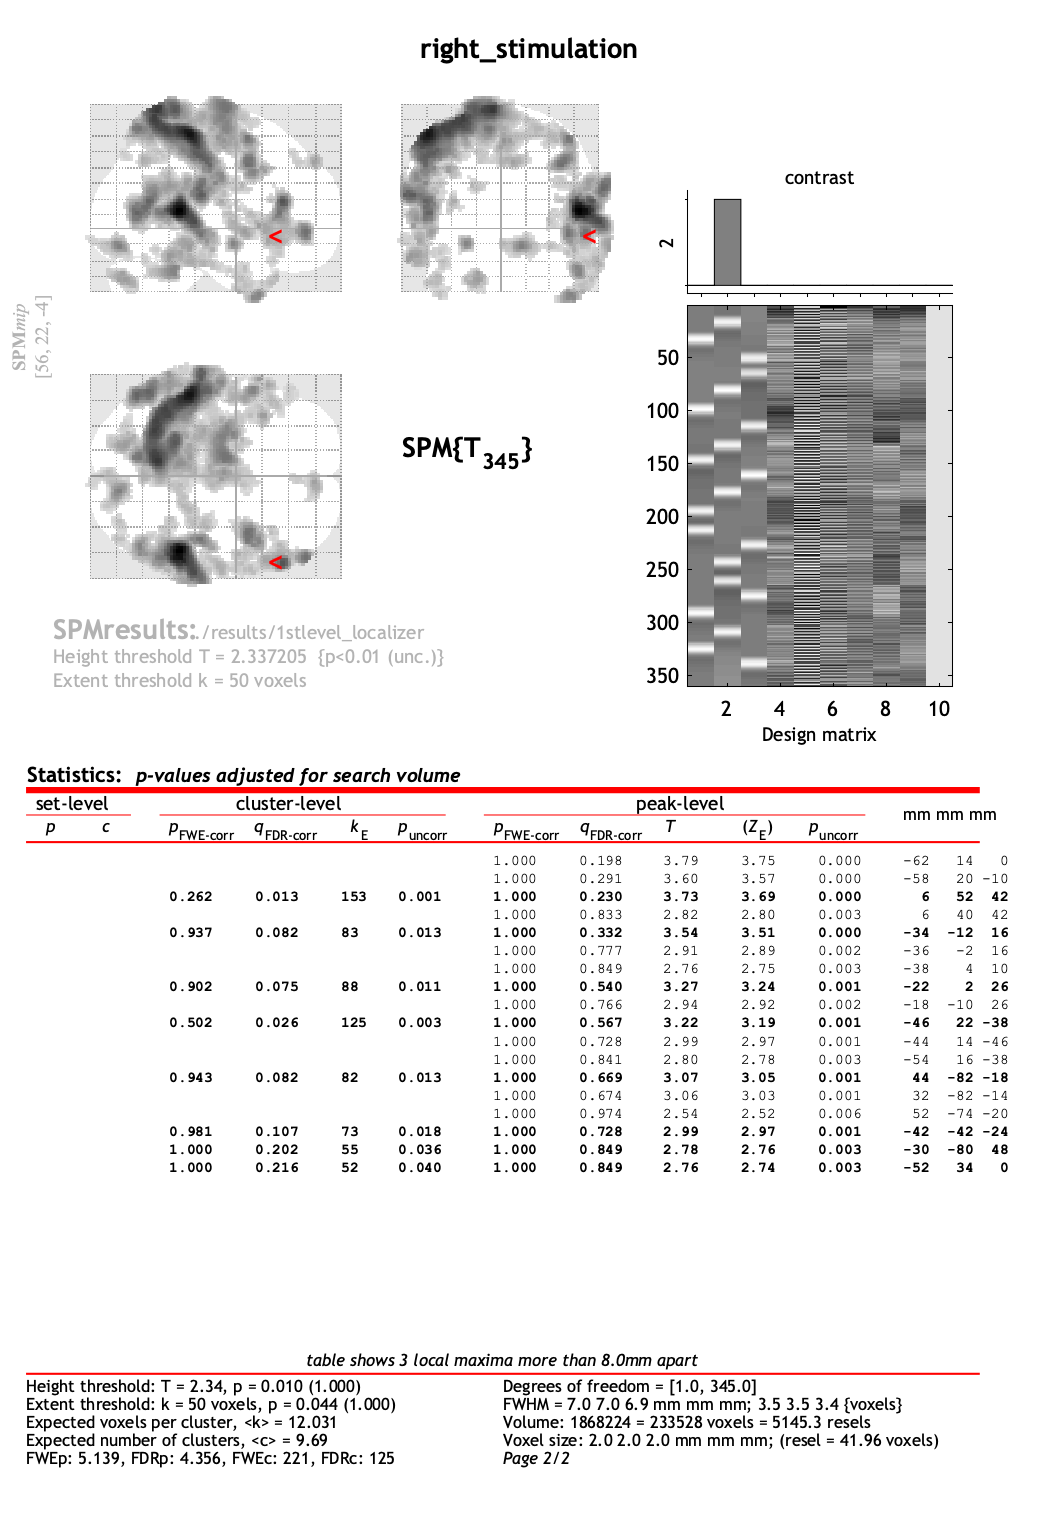 right_stimulation
SPMmip
[56, 22, -4]
<
<
<
SPM{T345}
SPMresults: ./results/1stlevel_localizer
Height threshold T = 2.337205  {p<0.01 (unc.)}
Extent threshold k = 50 voxels
contrast
2
50
100
150
200
250
300
350
2 4 6 8 10
Design matrix
Statistics: p-values adjusted for search volume
set-level cluster-level peak-level mm mm mm
p c pFWE-corr qFDR-corr kE puncorr pFWE-corr qFDR-corr T (ZE) puncorr
1.000 0.198 3.79 3.75 0.000 -62 14 0
1.000 0.291 3.60 3.57 0.000 -58 20 -10
0.262 0.013 153 0.001 1.000 0.230 3.73 3.69 0.000 6 52 42
1.000 0.833 2.82 2.80 0.003 6 40 42
0.937 0.082 83 0.013 1.000 0.332 3.54 3.51 0.000 -34 -12 16
1.000 0.777 2.91 2.89 0.002 -36 -2 16
1.000 0.849 2.76 2.75 0.003 -38 4 10
0.902 0.075 88 0.011 1.000 0.540 3.27 3.24 0.001 -22 2 26
1.000 0.766 2.94 2.92 0.002 -18 -10 26
0.502 0.026 125 0.003 1.000 0.567 3.22 3.19 0.001 -46 22 -38
1.000 0.728 2.99 2.97 0.001 -44 14 -46
1.000 0.841 2.80 2.78 0.003 -54 16 -38
0.943 0.082 82 0.013 1.000 0.669 3.07 3.05 0.001 44 -82 -18
1.000 0.674 3.06 3.03 0.001 32 -82 -14
1.000 0.974 2.54 2.52 0.006 52 -74 -20
0.981 0.107 73 0.018 1.000 0.728 2.99 2.97 0.001 -42 -42 -24
1.000 0.202 55 0.036 1.000 0.849 2.78 2.76 0.003 -30 -80 48
1.000 0.216 52 0.040 1.000 0.849 2.76 2.74 0.003 -52 34 0
table shows 3 local maxima more than 8.0mm apart
Height threshold: T = 2.34, p = 0.010 (1.000)
Extent threshold: k = 50 voxels, p = 0.044 (1.000)
Expected voxels per cluster, <k> = 12.031
Expected number of clusters, <c> = 9.69
FWEp: 5.139, FDRp: 4.356, FWEc: 221, FDRc: 125
Degrees of freedom = [1.0, 345.0]
FWHM = 7.0 7.0 6.9 mm mm mm; 3.5 3.5 3.4 {voxels}
Volume: 1868224 = 233528 voxels = 5145.3 resels
Voxel size: 2.0 2.0 2.0 mm mm mm; (resel = 41.96 voxels)
Page 2/2